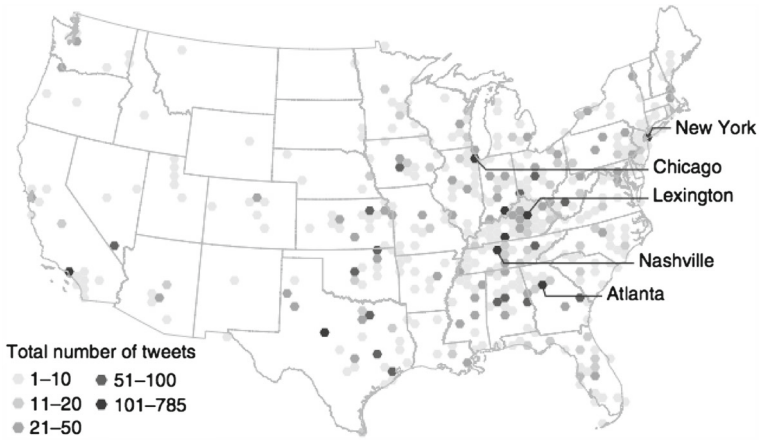 New York
Chicago
Lexington
Nashville
Atlanta
Total number of tweets
1–10
51–100
11–20
101–785
21–50